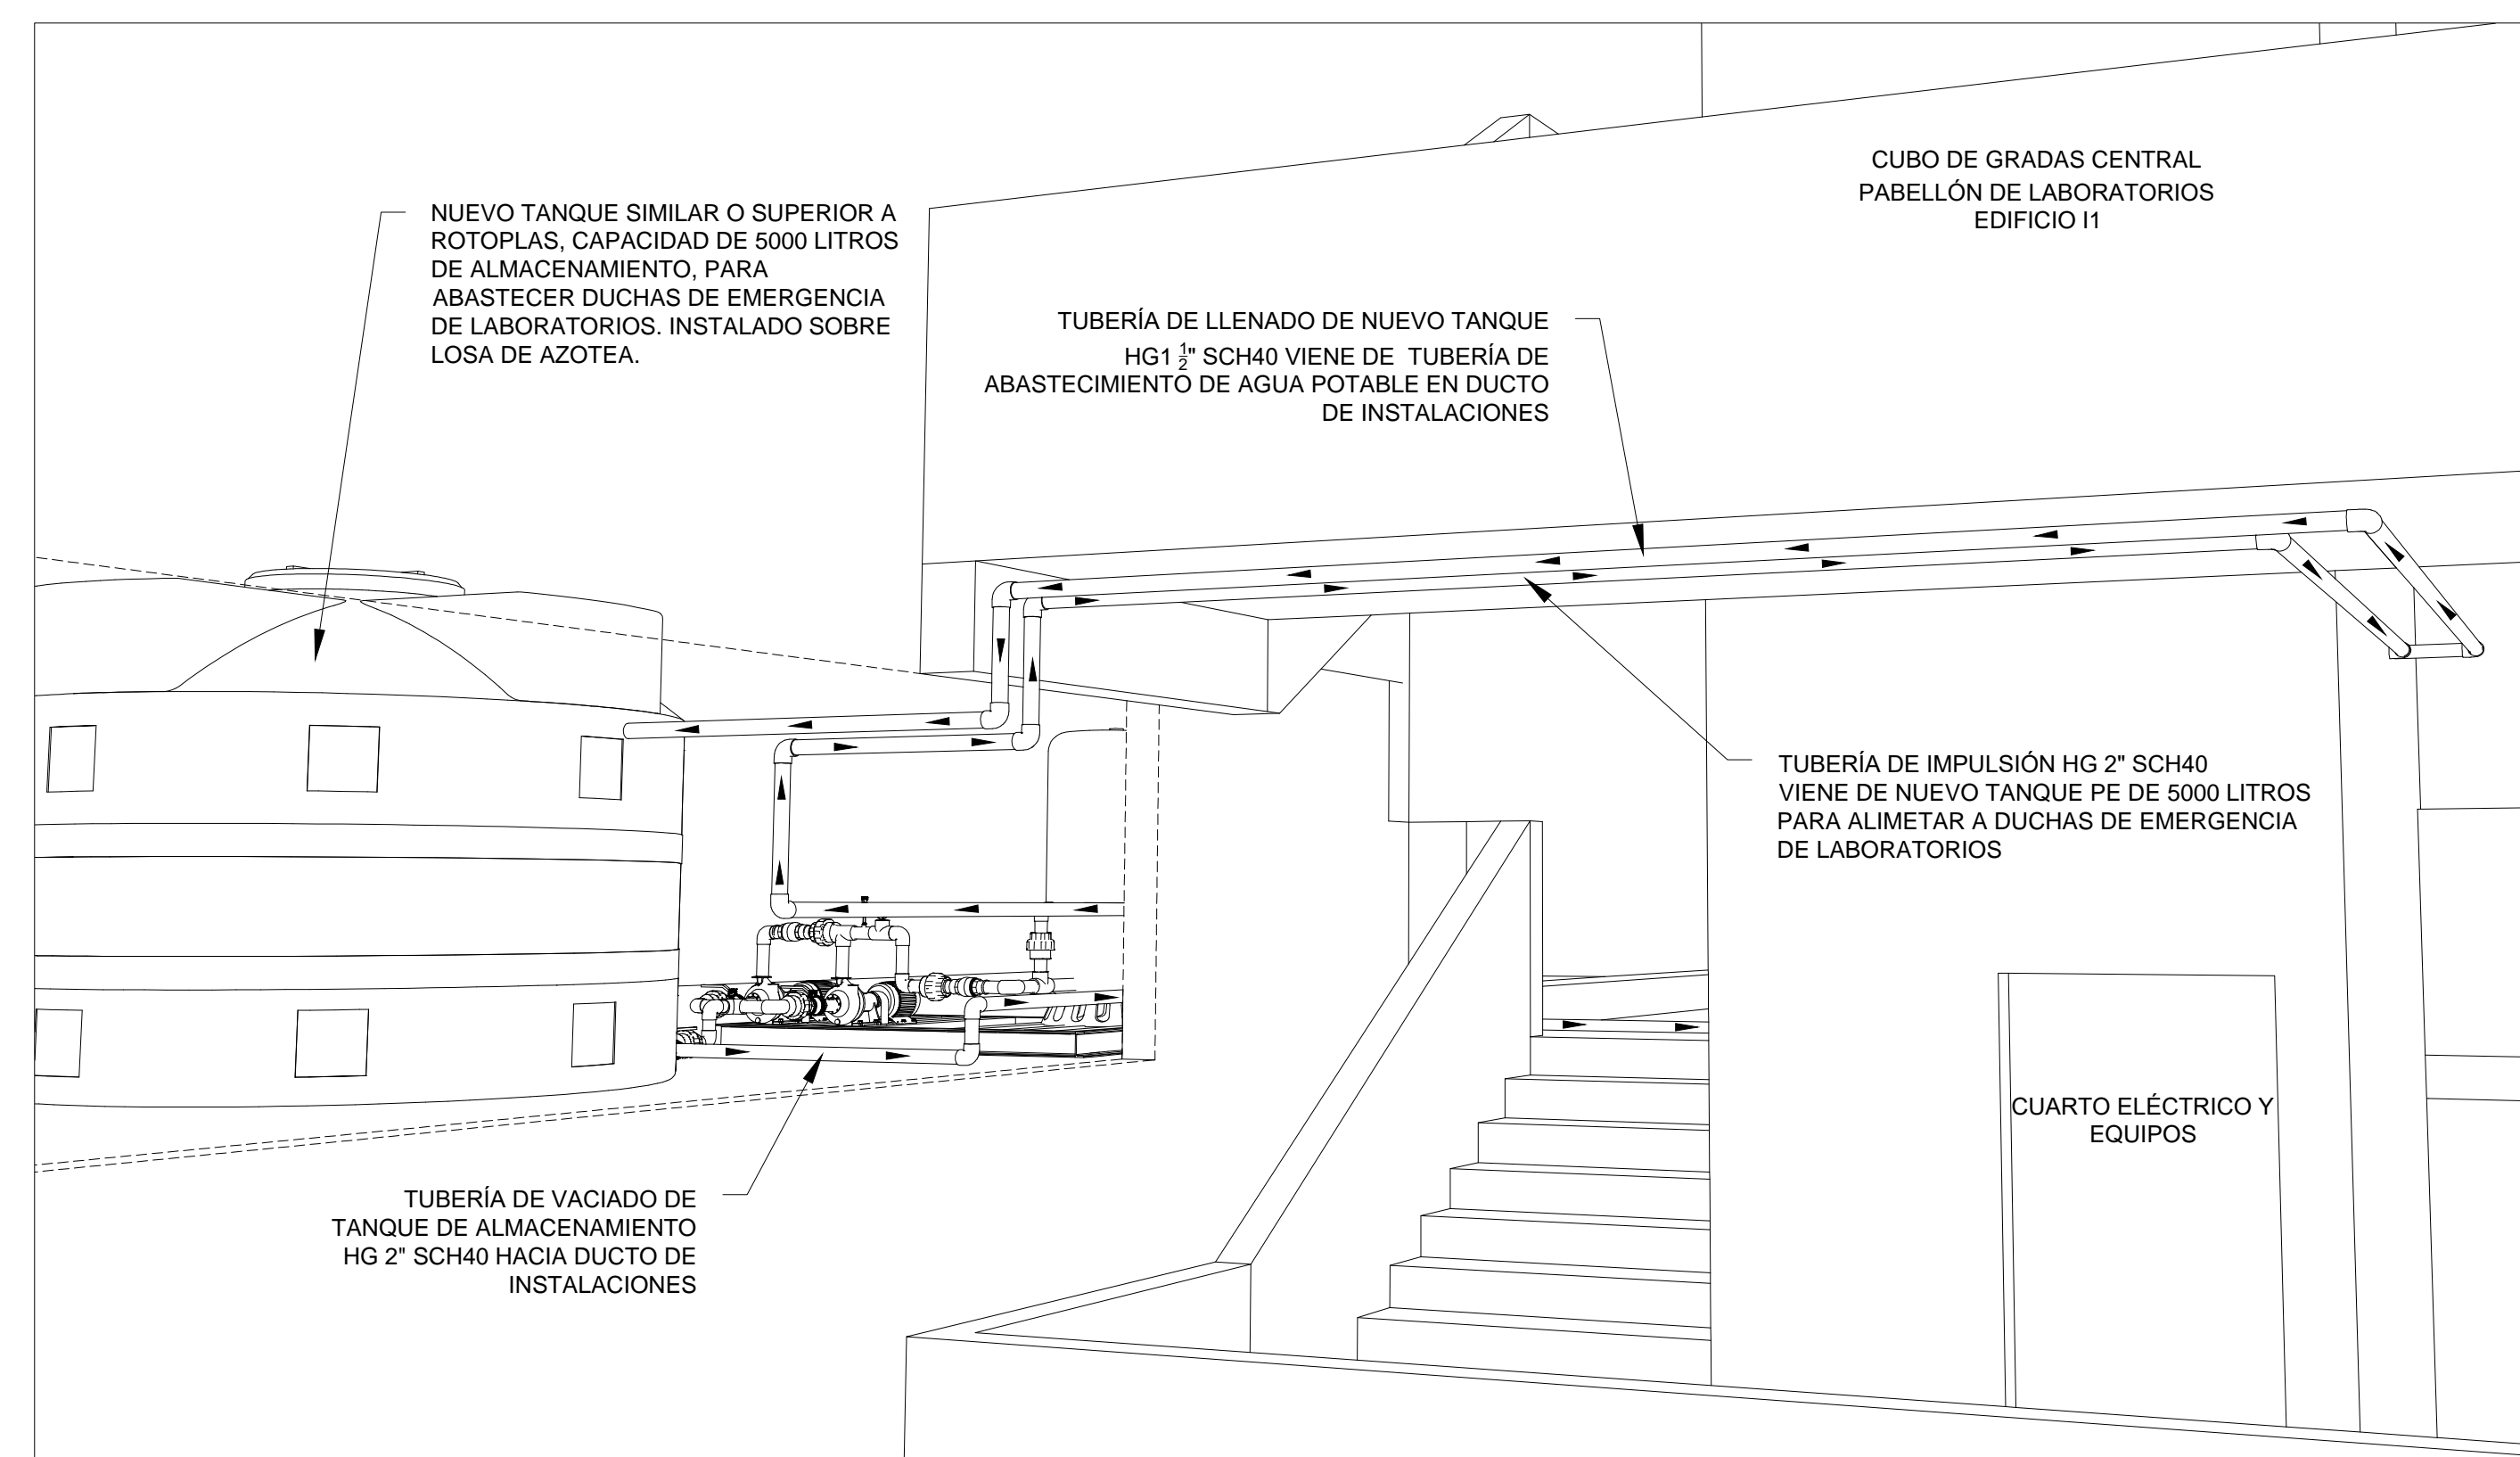 NUEVO TANQUE SIMILAR O SUPERIOR A
ROTOPLAS, CAPACIDAD DE 5000 LITROS
DE ALMACENAMIENTO, PARA
ABASTECER DUCHAS DE EMERGENCIA
DE LABORATORIOS. INSTALADO SOBRE
LOSA DE AZOTEA.
CUBO DE GRADAS CENTRAL
PABELLÓN DE LABORATORIOS
EDIFICIO I1
TUBERÍA DE LLENADO DE NUEVO TANQUE
HG1 1/2" SCH40 VIENE DE TUBERÍA DE
ABASTECIMIENTO DE AGUA POTABLE EN DUCTO
DE INSTALACIONES
TUBERÍA DE IMPULSIÓN HG 2" SCH40
VIENE DE NUEVO TANQUE PE DE 5000 LITROS
PARA ALIMETAR A DUCHAS DE EMERGENCIA
DE LABORATORIOS
CUARTO ELÉCTRICO Y
EQUIPOS
TUBERÍA DE VACIADO DE
TANQUE DE ALMACENAMIENTO
HG 2" SCH40 HACIA DUCTO DE
INSTALACIONES